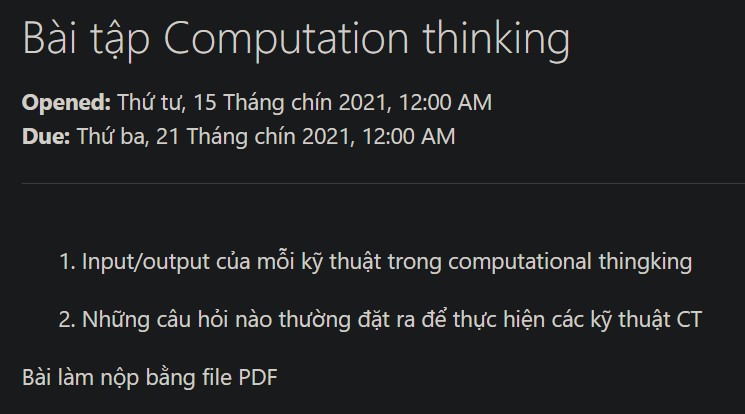 Bài tập Computation thinking
Opened: Thứ tư, 15 Tháng chín 2021, 12:00 AM
Due: Thứ ba, 21 Tháng chín 2021, 12:00 AM
1. Input/output của mỗi kỹ thuật trong computational thingking
2. Những câu hỏi nào thường đặt ra để thực hiện các kỹ thuật CT
Bài làm nộp bằng file PDF